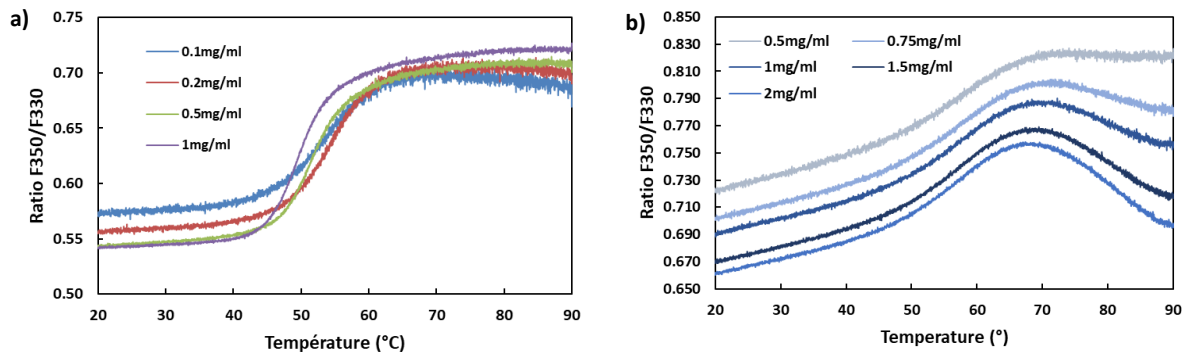 a)
0.75
0.70
0.65
0.60
0.55
0.50
Ratio F350/F330
0.1mg/ml
0.2mg/ml
0.5mg/ml
1mg/ml
20 30 40 50 60 70 80 90
Température (°C)
b)
0.850
0.830
0.810
0.790
0.770
0.750
0.730
0.710
0.690
0.670
0.650
Ratio F350/F330
0.5mg/ml 0.75mg/ml
1mg/ml 1.5mg/ml
2mg/ml
20 30 40 50 60 70 80 90
Temperature (°)